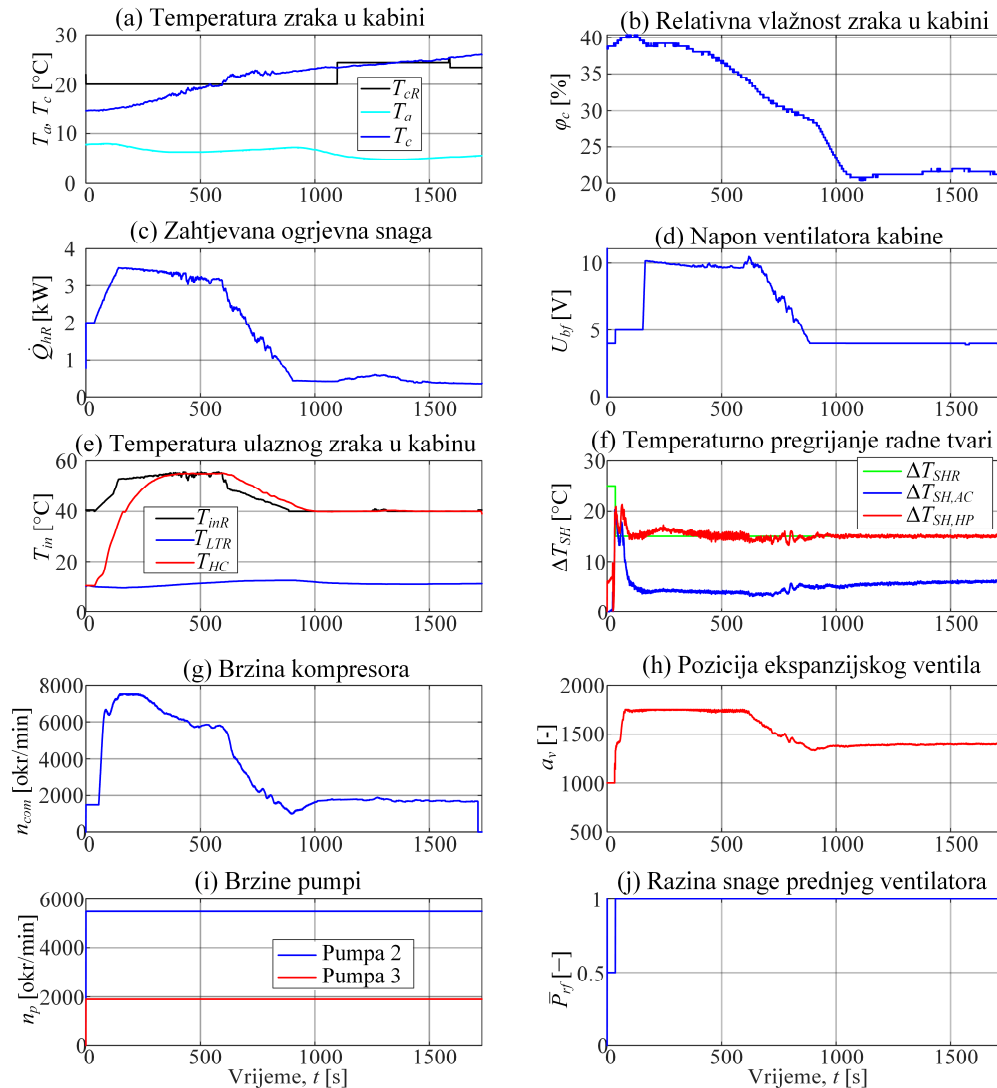 (a) Temperatura zraka u kabini
30
20
10
0
T_a, T_c [°C]
T_cR
T_a
T_c
0 500 1000 1500
(b) Relativna vlažnost zraka u kabini
40
35
30
25
20
φ_c [%]
0 500 1000 1500
(c) Zahtjevana ogrjevna snaga
4
3
2
1
0
Q̇_hR [kW]
0 500 1000 1500
(d) Napon ventilatora kabine
10
5
0
U_bf [V]
0 500 1000 1500
(e) Temperatura ulaznog zraka u kabinu
60
40
20
0
T_in [°C]
T_inR
T_LTR
T_HC
0 500 1000 1500
(f) Temperaturno pregrijanje radne tvari
30
20
10
0
ΔT_SH [°C]
ΔT_SHR
ΔT_SH,AC
ΔT_SH,HP
0 500 1000 1500
(g) Brzina kompresora
8000
6000
4000
2000
0
n_com [okr/min]
0 500 1000 1500
(h) Pozicija ekspanzijskog ventila
2000
1500
1000
500
a_v [-]
0 500 1000 1500
(i) Brzine pumpi
6000
4000
2000
0
n_p [okr/min]
Pumpa 2
Pumpa 3
0 500 1000 1500
Vrijeme, t [s]
(j) Razina snage prednjeg ventilatora
1
0.5
0
P̄_rf [−]
0 500 1000 1500
Vrijeme, t [s]